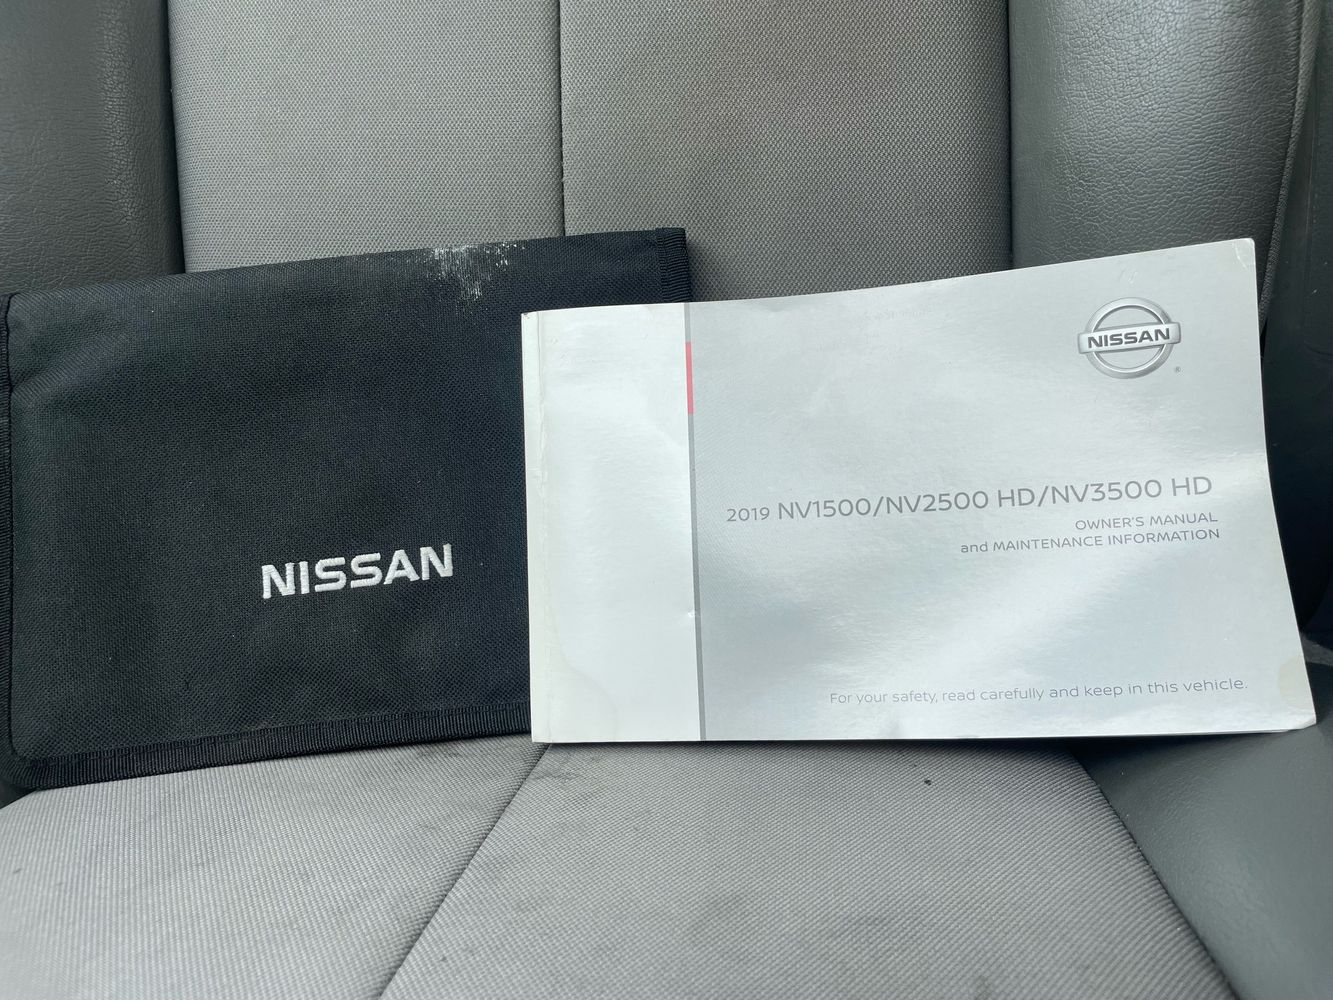 NISSAN
NISSAN
®
2019 NV1500/NV2500 HD/NV3500 HD
OWNER'S MANUAL
and MAINTENANCE INFORMATION
For your safety, read carefully and keep in this vehicle.